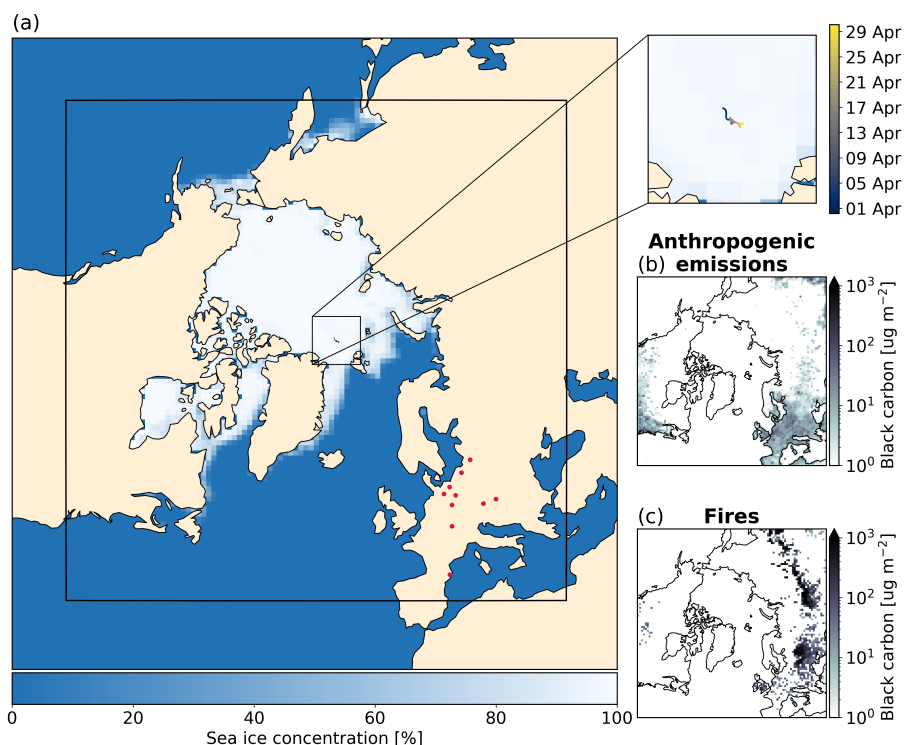 (a)
29 Apr
25 Apr
21 Apr
17 Apr
13 Apr
09 Apr
05 Apr
01 Apr
0 20 40 60 80 100
Sea ice concentration [%]
Anthropogenic
(b) emissions
10³
10²
10¹
10⁰
Black carbon [ug m⁻²]
(c) Fires
10³
10²
10¹
10⁰
Black carbon [ug m⁻²]